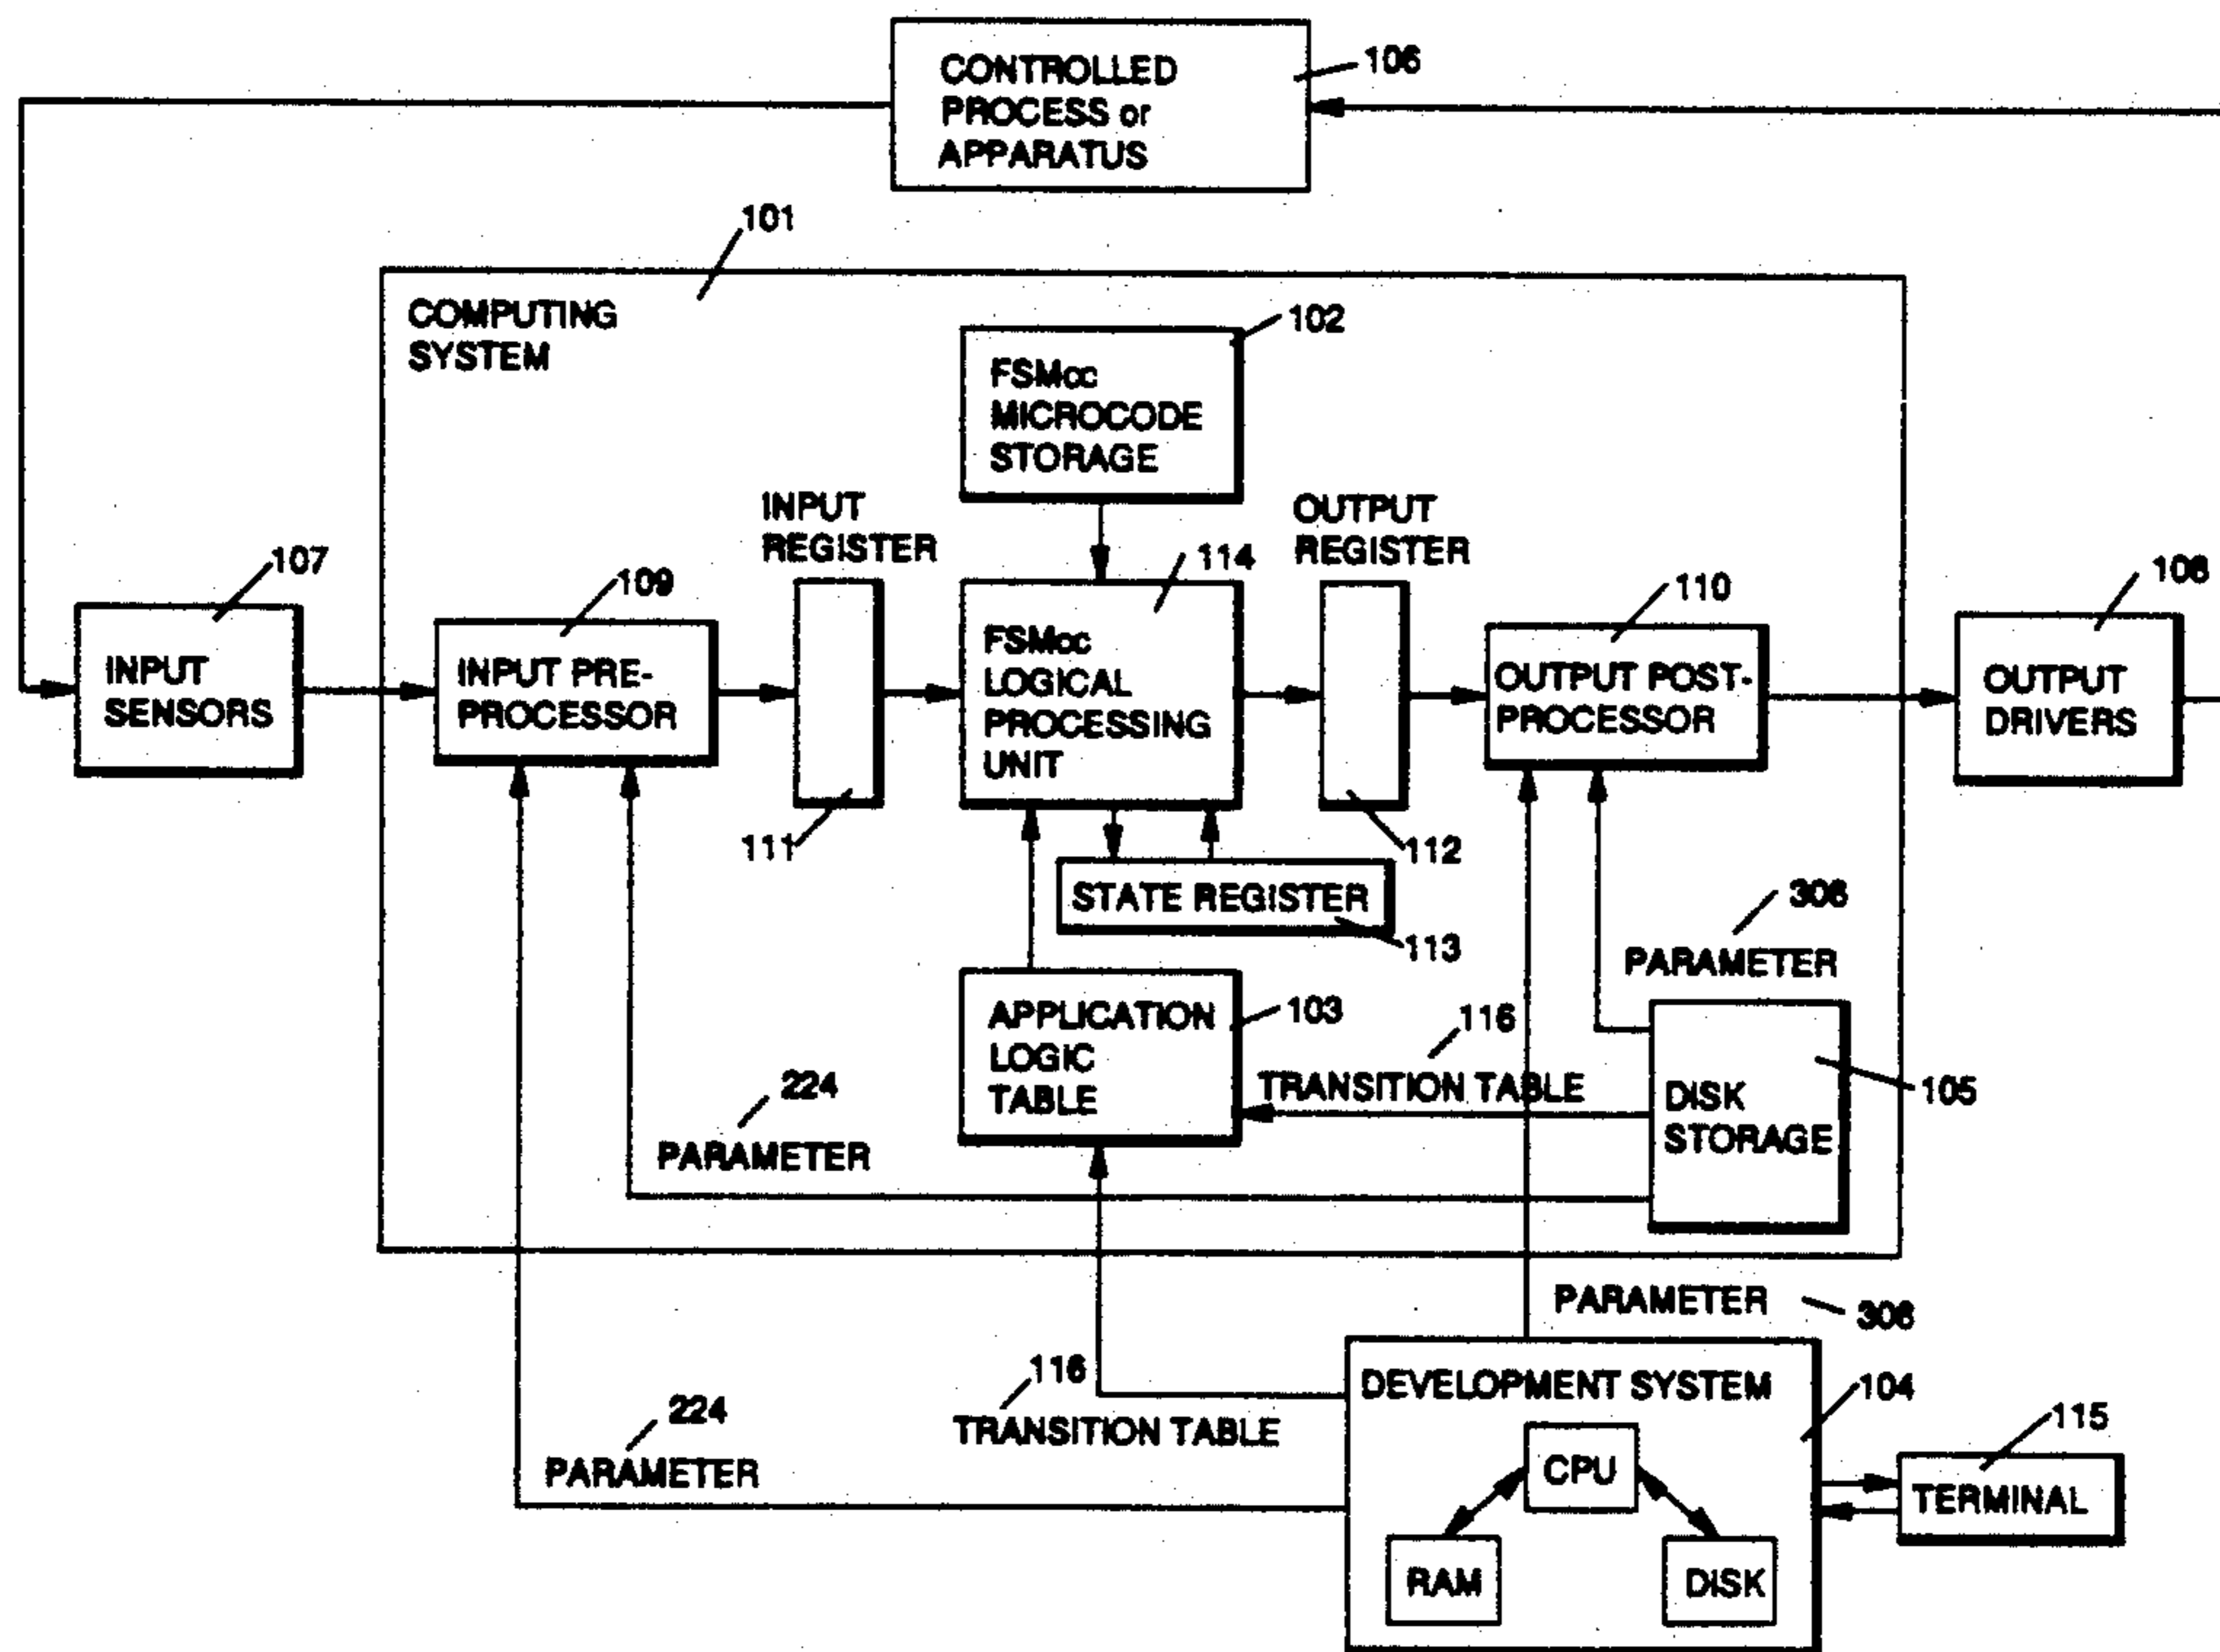 CONTROLLED
PROCESS or
APPARATUS
106
101
COMPUTING
SYSTEM
102
FSMcc
MICROCODE
STORAGE
INPUT
REGISTER
OUTPUT
REGISTER
107
109
114
110
108
INPUT
SENSORS
INPUT PRE-
PROCESSOR
FSMcc
LOGICAL
PROCESSING
UNIT
OUTPUT POST-
PROCESSOR
OUTPUT
DRIVERS
111
112
STATE REGISTER
113
306
PARAMETER
APPLICATION
LOGIC
TABLE
103
116
TRANSITION TABLE
DISK
STORAGE
105
224
PARAMETER
PARAMETER
306
116
TRANSITION TABLE
224
PARAMETER
DEVELOPMENT SYSTEM
104
CPU
RAM
DISK
115
TERMINAL